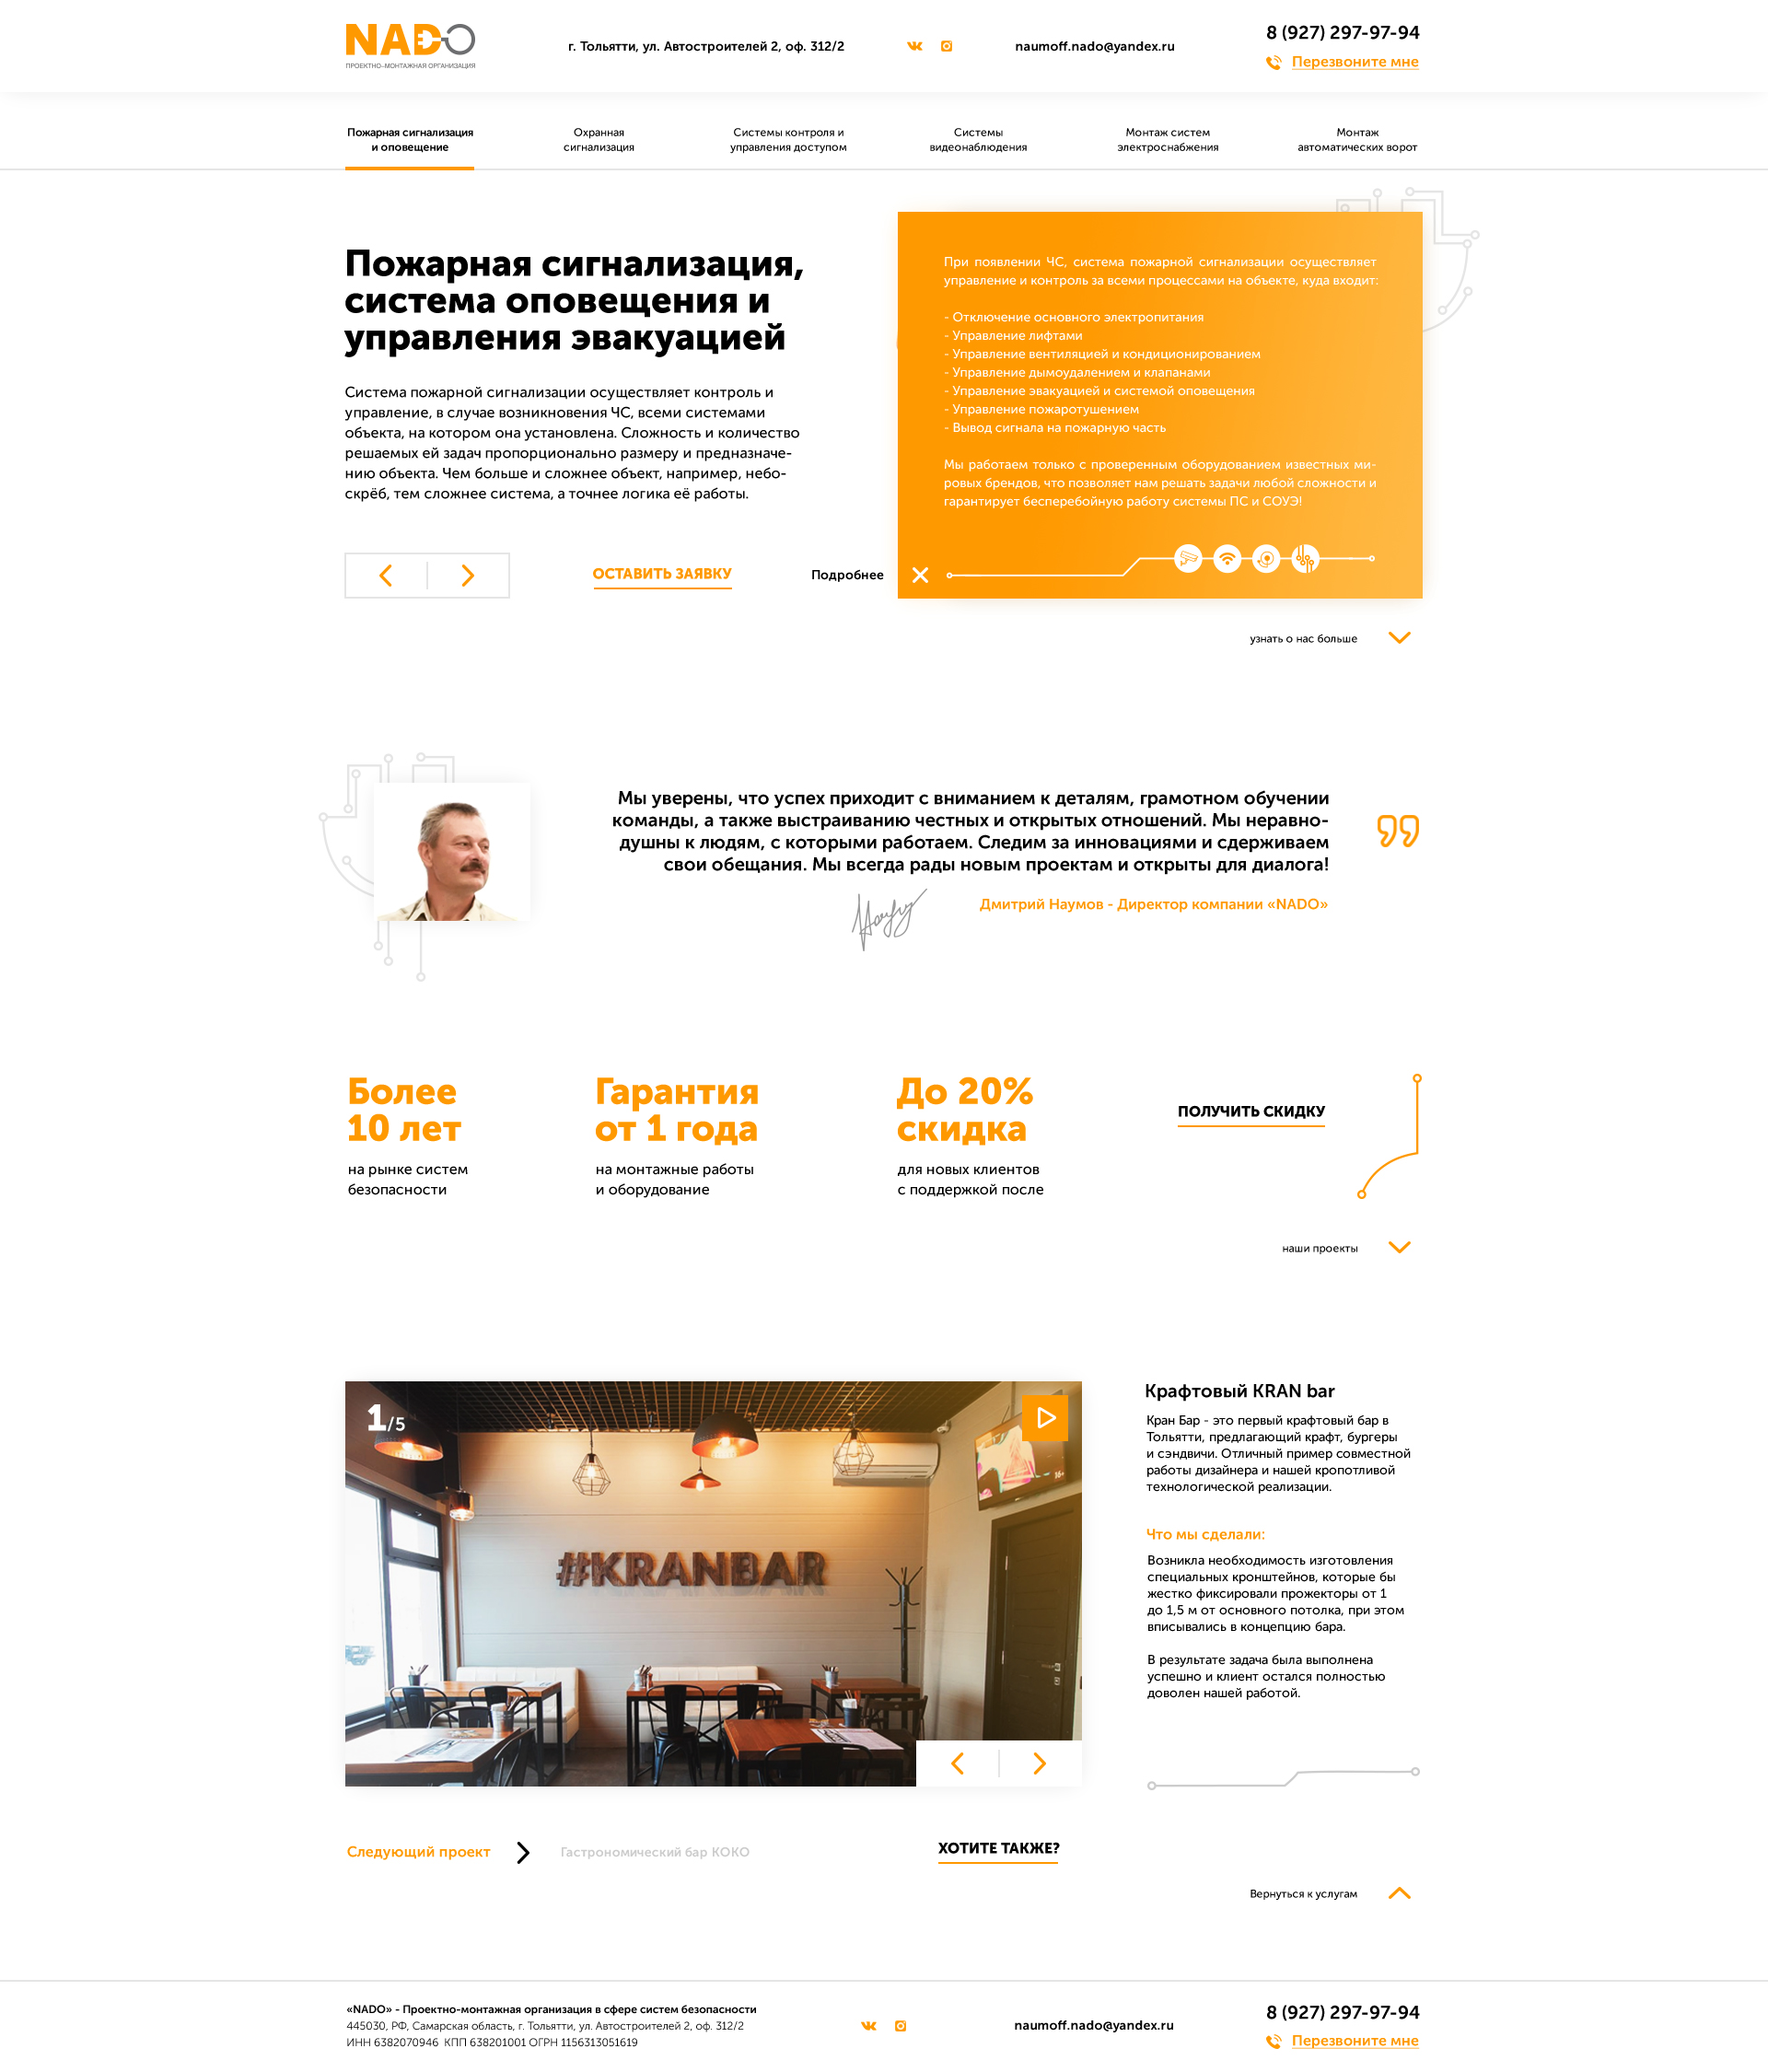 NADO
ПРОЕКТНО-МОНТАЖНАЯ ОРГАНИЗАЦИЯ
г. Тольятти, ул. Автостроителей 2, оф. 312/2
naumoff.nado@yandex.ru
8 (927) 297-97-94
Перезвоните мне
Пожарная сигнализация
и оповещение
Охранная
сигнализация
Системы контроля и
управления доступом
Системы
видеонаблюдения
Монтаж систем
электроснабжения
Монтаж
автоматических ворот
Пожарная сигнализация,
система оповещения и
управления эвакуацией
Система пожарной сигнализации осуществляет контроль и
управление, в случае возникновения ЧС, всеми системами
объекта, на котором она установлена. Сложность и количество
решаемых ей задач пропорционально размеру и предназначе-
нию объекта. Чем больше и сложнее объект, например, небо-
скрёб, тем сложнее система, а точнее логика её работы.
ОСТАВИТЬ ЗАЯВКУ
Подробнее
При появлении ЧС, система пожарной сигнализации осуществляет
управление и контроль за всеми процессами на объекте, куда входит:
- Отключение основного электропитания
- Управление лифтами
- Управление вентиляцией и кондиционированием
- Управление дымоудалением и клапанами
- Управление эвакуацией и системой оповещения
- Управление пожаротушением
- Вывод сигнала на пожарную часть
Мы работаем только с проверенным оборудованием известных ми-
ровых брендов, что позволяет нам решать задачи любой сложности и
гарантирует бесперебойную работу системы ПС и СОУЭ!
узнать о нас больше
Мы уверены, что успех приходит с вниманием к деталям, грамотном обучении
команды, а также выстраиванию честных и открытых отношений. Мы неравно-
душны к людям, с которыми работаем. Следим за инновациями и сдерживаем
свои обещания. Мы всегда рады новым проектам и открыты для диалога!
Дмитрий Наумов - Директор компании «NADO»
Более
10 лет
на рынке систем
безопасности
Гарантия
от 1 года
на монтажные работы
и оборудование
До 20%
скидка
для новых клиентов
с поддержкой после
ПОЛУЧИТЬ СКИДКУ
наши проекты
1/5
16+
#KRANBAR
Крафтовый KRAN bar
Кран Бар - это первый крафтовый бар в
Тольятти, предлагающий крафт, бургеры
и сэндвичи. Отличный пример совместной
работы дизайнера и нашей кропотливой
технологической реализации.
Что мы сделали:
Возникла необходимость изготовления
специальных кронштейнов, которые бы
жестко фиксировали прожекторы от 1
до 1,5 м от основного потолка, при этом
вписывались в концепцию бара.
В результате задача была выполнена
успешно и клиент остался полностью
доволен нашей работой.
Следующий проект
Гастрономический бар КОКО
ХОТИТЕ ТАКЖЕ?
Вернуться к услугам
«NADO» - Проектно-монтажная организация в сфере систем безопасности
445030, РФ, Самарская область, г. Тольятти, ул. Автостроителей 2, оф. 312/2
ИНН 6382070946 КПП 638201001 ОГРН 1156313051619
naumoff.nado@yandex.ru
8 (927) 297-97-94
Перезвоните мне